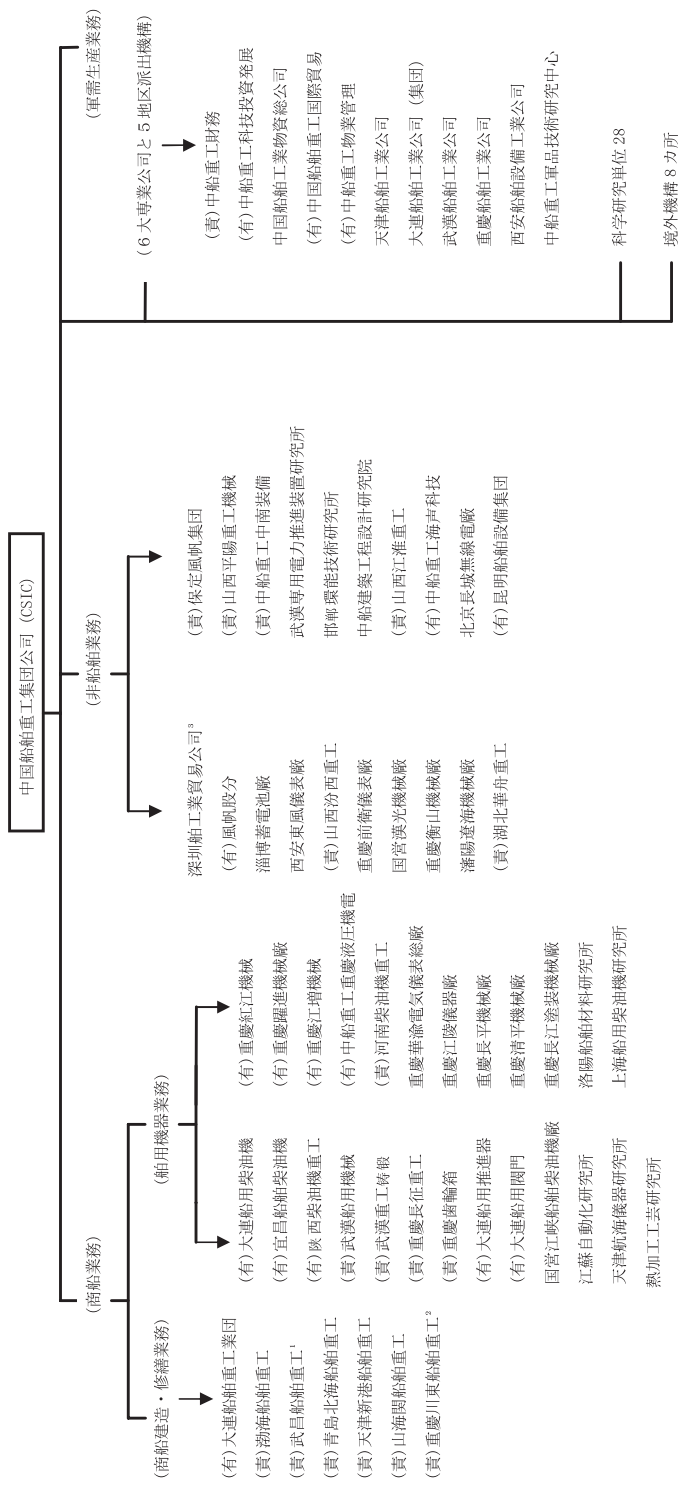 中国船舶重工集団公司 (CSIC)
(商船業務)
(商船建造・修繕業務)
(有)大連船舶重工業団
(責)渤海船舶重工
(責)武昌船舶重工¹
(責)青島北海船舶重工
(責)天津新港船舶重工
(責)山海関船舶重工
(責)重慶川東船舶重工²
(舶用機器業務)
(有)大連船用柴油機
(有)宜昌船舶柴油機
(有)陝西柴油機重工
(責)武漢船用機械
(責)武漢重工铸锻
(責)重慶長征重工
(責)重慶歯輪箱
(有)大連船用推進器
(有)大連船用閥門
国営江峡船舶柴油機廠
江蘇自動化研究所
天津航海儀器研究所
熱加工工芸研究所
(有)重慶紅江機械
(有)重慶躍進機械廠
(有)重慶江増機械
(有)中船重工重慶液圧機電
(責)河南柴油機重工
重慶華渝電気儀表総廠
重慶江陵儀器廠
重慶長平機械廠
重慶清平機械廠
重慶長江塗装機械廠
洛陽船舶材料研究所
上海船用柴油機研究所
(非船舶業務)
深圳舶工業貿易公司³
(有)風帆股分
淄博蓄電池廠
西安東風儀表廠
(責)山西汾西重工
重慶前衛儀表廠
国営漢光機械廠
重慶衡山機械廠
瀋陽遼海機械廠
(責)湖北華舟重工
(責)保定風帆集団
(責)山西平陽重工機械
(責)中船重工中南装備
武漢専用電力推進装置研究所
邯鄲環能技術研究所
中船建築工程設計研究院
(責)山西江淮重工
(有)中船重工海声科技
北京長城無線電廠
(有)昆明船舶設備集団
(軍需生産業務)
(6大専業公司と5地区派出機構)
(責)中船重工財務
(有)中船重工科技投資発展
中国船舶工業物資総公司
(有)中国船舶重工国際貿易
(有)中船重工物業管理
天津船舶工業公司
大連船舶工業公司 (集団)
武漢船舶工業公司
重慶船舶工業公司
西安船舶設備工業公司
中船重工軍品技術研究中心
科学研究単位 28
境外機構 8 カ所